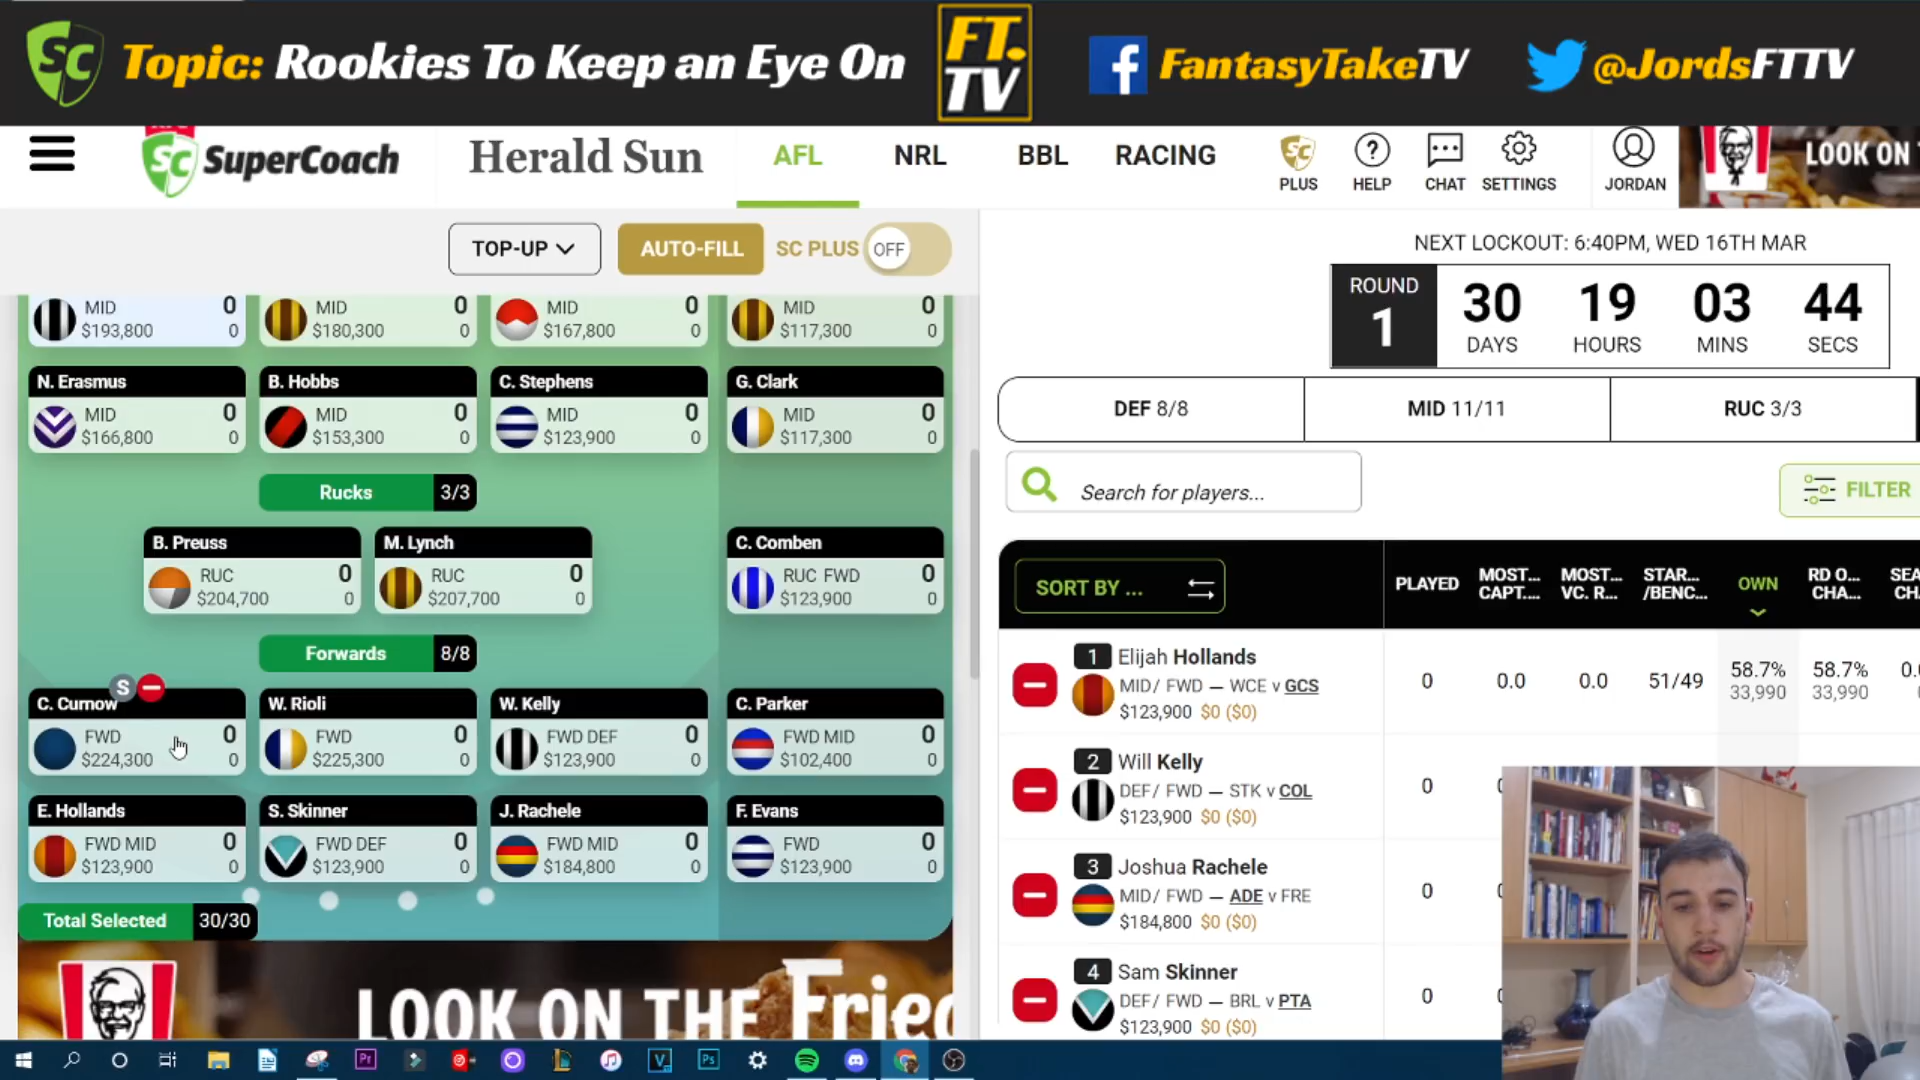 SC Topic: Rookies To Keep an Eye On FT. TV FantasyTakeTV @JordsFTTV
SC SuperCoach Herald Sun AFL NRL BBL RACING SC PLUS HELP CHAT SETTINGS JORDAN LOOK ON
TOP-UP AUTO-FILL SC PLUS OFF
NEXT LOCKOUT: 6:40PM, WED 16TH MAR
ROUND 1 30 DAYS 19 HOURS 03 MINS 44 SECS
MID 0 $193,800 0
MID 0 $180,300 0
MID 0 $167,800 0
MID 0 $117,300 0
N. Erasmus MID 0 $166,800 0
B. Hobbs MID 0 $153,300 0
C. Stephens MID 0 $123,900 0
G. Clark MID 0 $117,300 0
Rucks 3/3
B. Preuss RUC 0 $204,700 0
M. Lynch RUC 0 $207,700 0
C. Comben RUC FWD 0 $123,900 0
Forwards 8/8
S
C. Curnow FWD 0 $224,300 0
W. Rioli FWD 0 $225,300 0
W. Kelly FWD DEF 0 $123,900 0
C. Parker FWD MID 0 $102,400 0
E. Hollands FWD MID 0 $123,900 0
S. Skinner FWD DEF 0 $123,900 0
J. Rachele FWD MID 0 $184,800 0
F. Evans FWD 0 $123,900 0
Total Selected 30/30
LOOK ON THE Fried
DEF 8/8 MID 11/11 RUC 3/3
Search for players... FILTER
SORT BY ... PLAYED MOST... CAPT.... MOST... VC. R... STAR... /BENC... OWN RD O... CHA... SEA CH
1 Elijah Hollands
MID/ FWD — WCE v GCS 0 0.0 0.0 51/49 58.7% 33,990 58.7% 33,990 0.
$123,900 $0 ($0)
2 Will Kelly
DEF/ FWD — STK v COL 0
$123,900 $0 ($0)
3 Joshua Rachele
MID/ FWD — ADE v FRE 0
$184,800 $0 ($0)
4 Sam Skinner
DEF/ FWD — BRL v PTA 0
$123,900 $0 ($0)
Pr V Ps